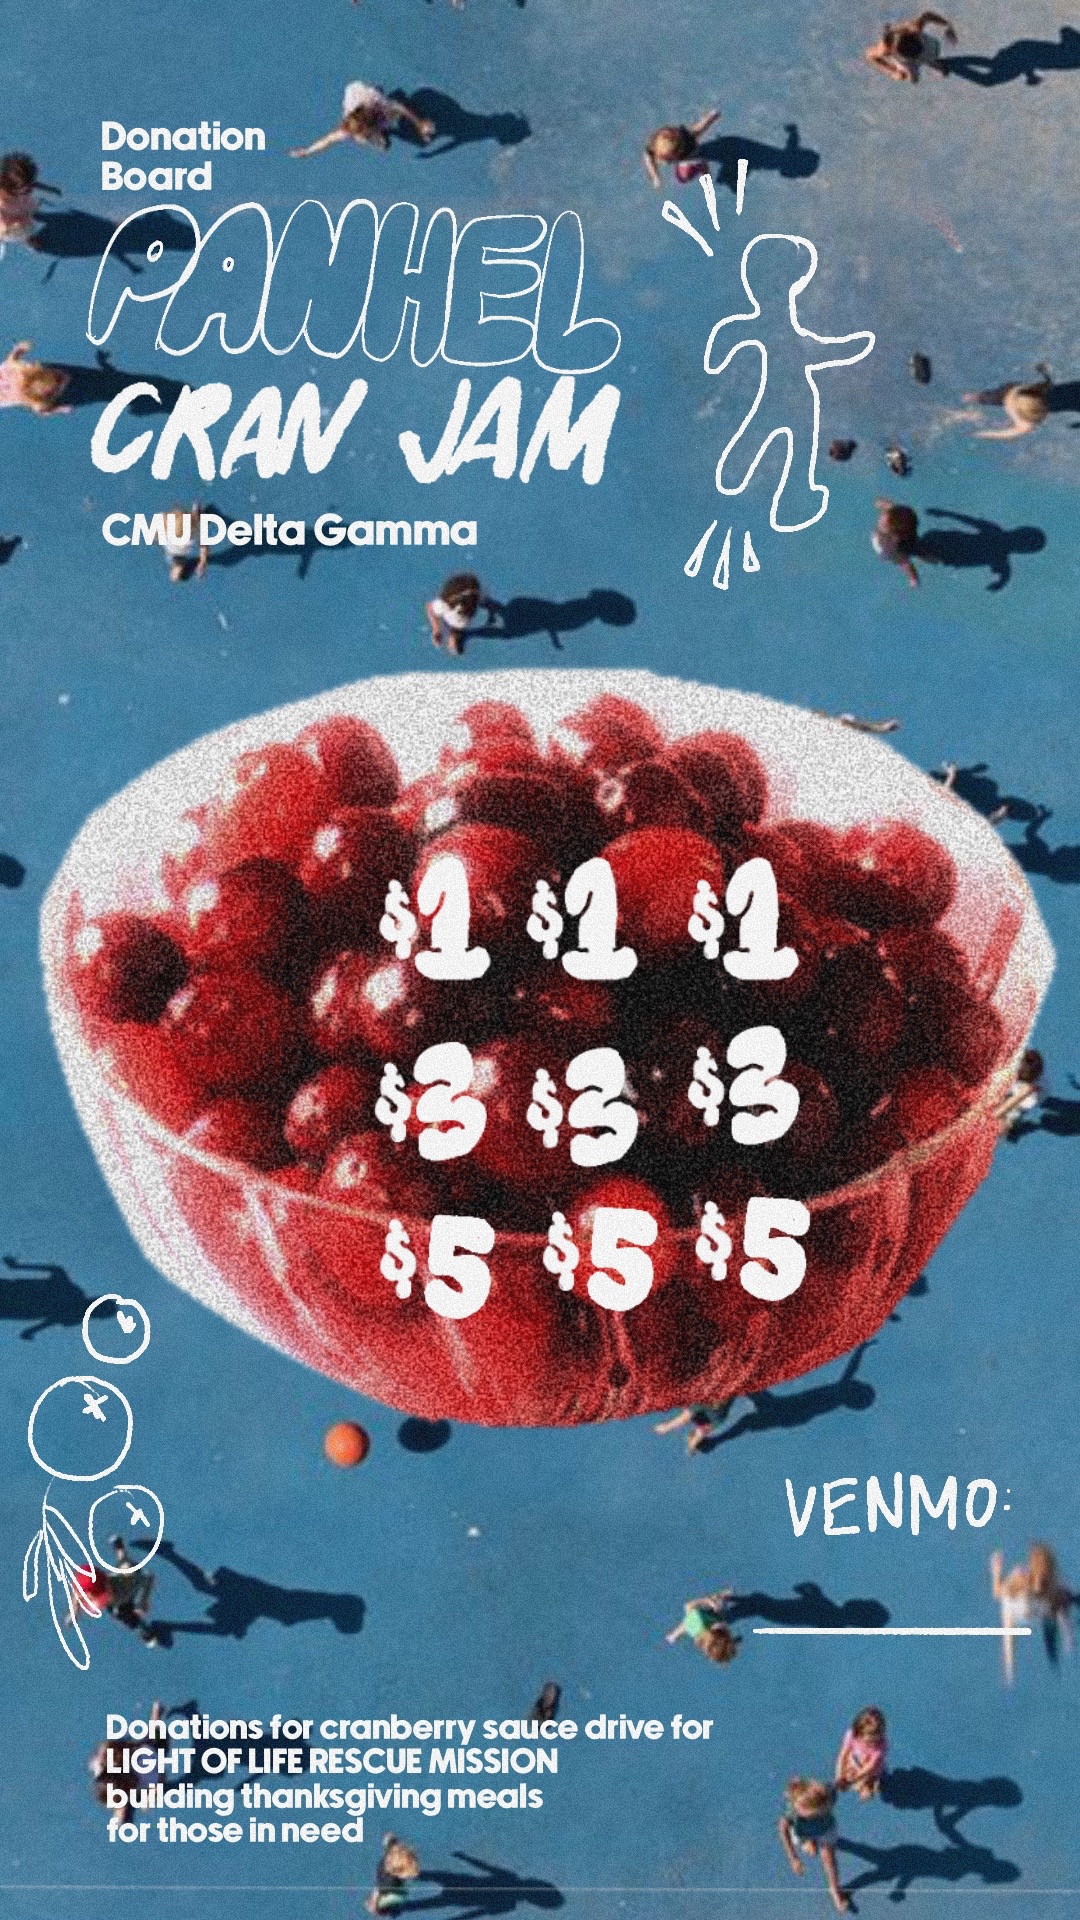 Donation
Board
PANHEL
CRAN JAM
CMU Delta Gamma
$1 $1 $1
$3 $3 $3
$5 $5 $5
VENMO:
Donations for cranberry sauce drive for
LIGHT OF LIFE RESCUE MISSION
building thanksgiving meals
for those in need